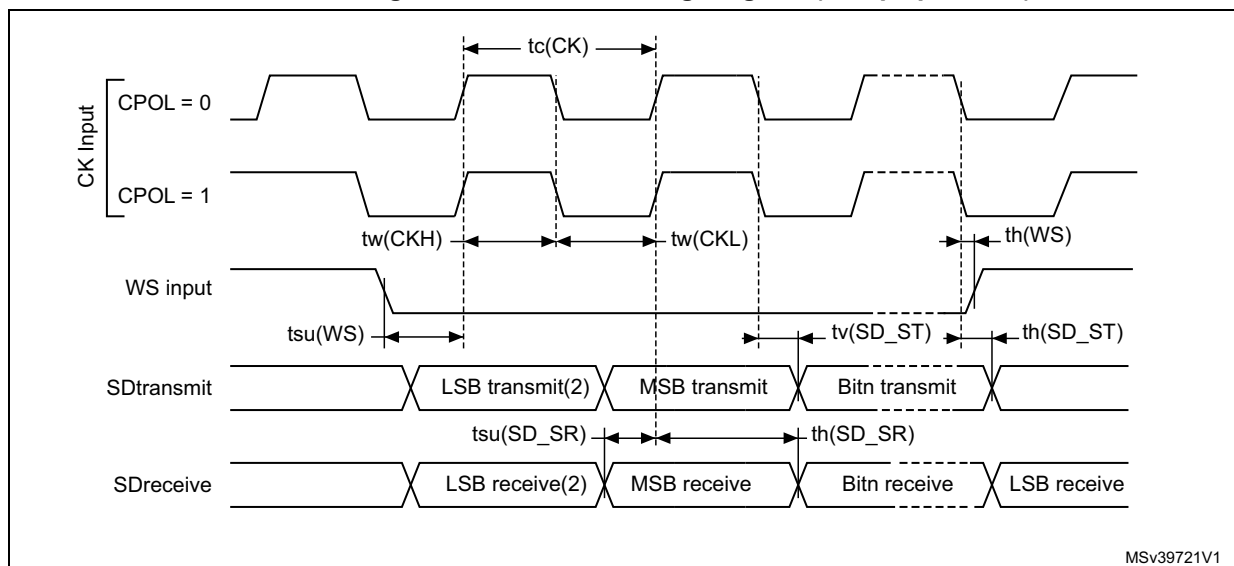 tc(CK)
CK Input
CPOL = 0
CPOL = 1
tw(CKH)
tw(CKL)
th(WS)
WS input
tsu(WS)
tv(SD_ST)
th(SD_ST)
SDtransmit
LSB transmit(2)
MSB transmit
Bitn transmit
tsu(SD_SR)
th(SD_SR)
SDreceive
LSB receive(2)
MSB receive
Bitn receive
LSB receive
MSv39721V1